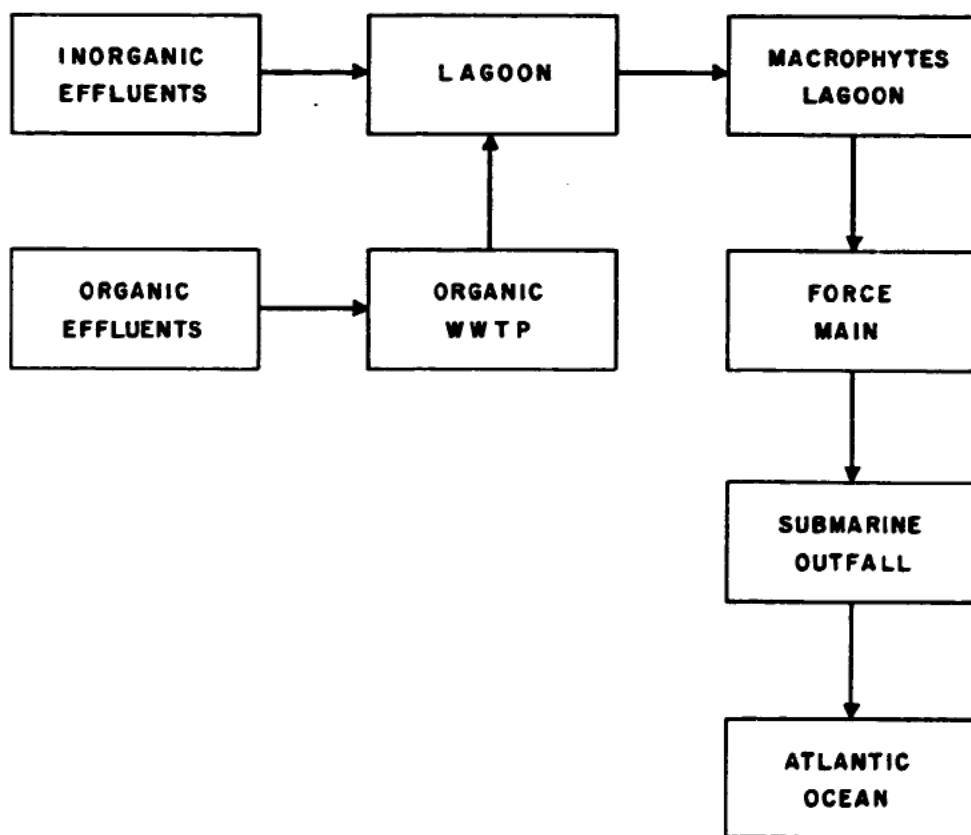 INORGANIC
EFFLUENTS
LAGOON
MACROPHYTES
LAGOON
ORGANIC
EFFLUENTS
ORGANIC
WWTP
FORCE
MAIN
SUBMARINE
OUTFALL
ATLANTIC
OCEAN